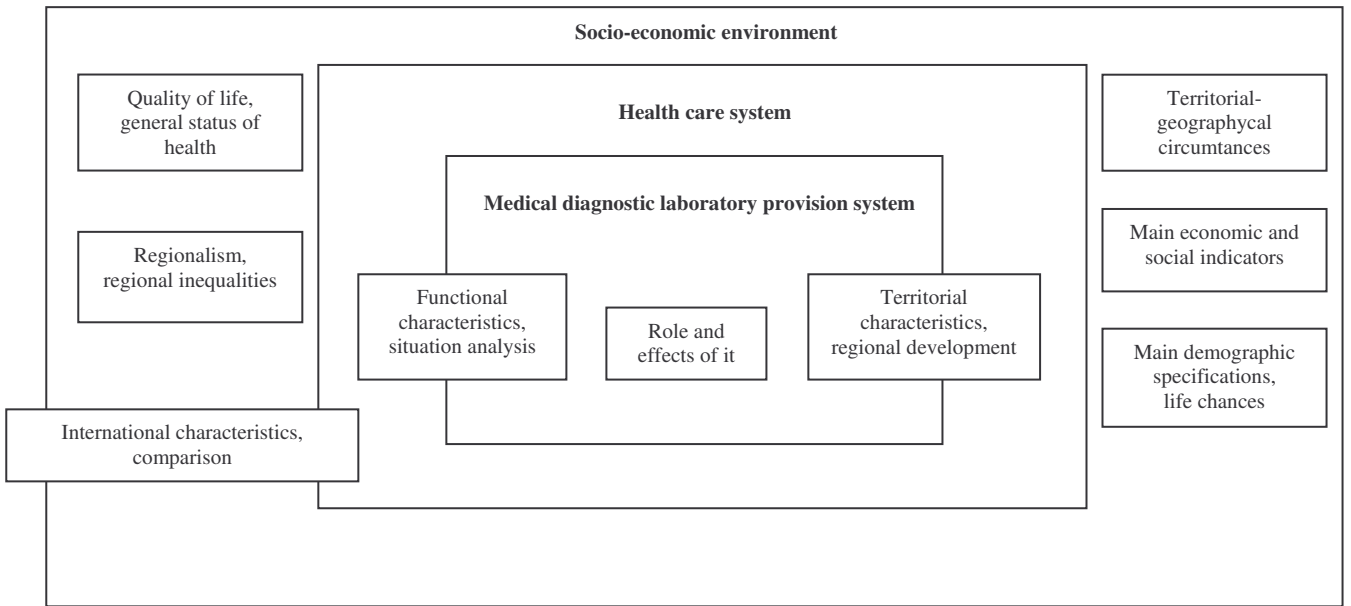 Socio-economic environment
Quality of life,
general status of
health
Health care system
Territorial-
geographycal
circumtances
Medical diagnostic laboratory provision system
Regionalism,
regional inequalities
Main economic and
social indicators
Functional
characteristics,
situation analysis
Role and
effects of it
Territorial
characteristics,
regional development
Main demographic
specifications,
life chances
International characteristics,
comparison